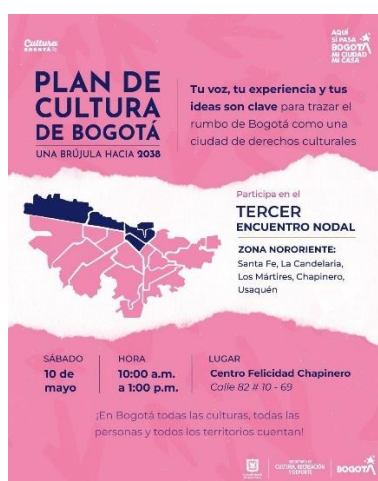 Cultura
BOGOTÁ
AQUÍ
SÍ PASA
BOGOTÁ
MI CIUDAD
MI CASA
PLAN DE
CULTURA
DE BOGOTÁ
UNA BRÚJULA HACIA 2038
Tu voz, tu experiencia y tus
ideas son clave para trazar el
rumbo de Bogotá como una
ciudad de derechos culturales
Participa en el
TERCER
ENCUENTRO NODAL
ZONA NORORIENTE:
Santa Fe, La Candelaria,
Los Mártires, Chapinero,
Usaquén
SÁBADO
10 de
mayo
HORA
10:00 a.m.
a 1:00 p.m.
LUGAR
Centro Felicidad Chapinero
Calle 82 # 10 - 69
¡En Bogotá todas las culturas, todas las
personas y todos los territorios cuentan!
CULTURA, RECREACIÓN
Y DEPORTE
BOGOTÁ